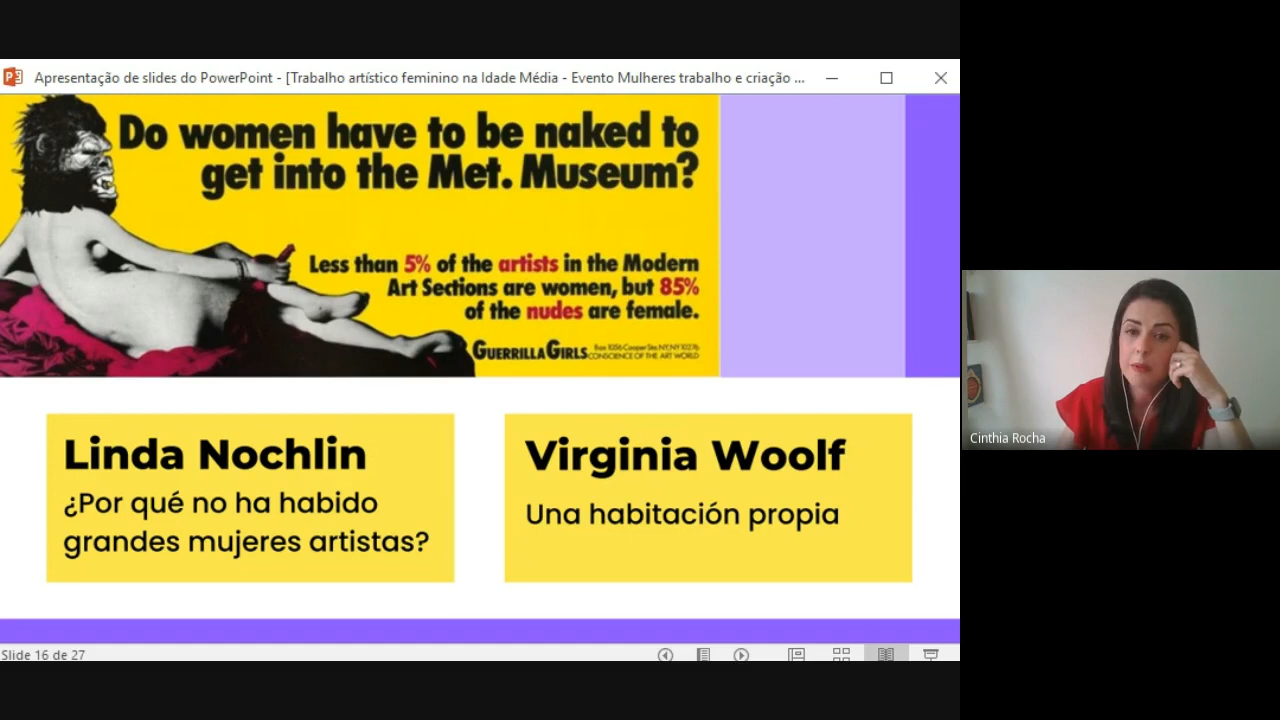 Apresentação de slides do PowerPoint - [Trabalho artístico feminino na Idade Média - Evento Mulheres trabalho e criação ...
Do women have to be naked to
get into the Met. Museum?
Less than 5% of the artists in the Modern
Art Sections are women, but 85%
of the nudes are female.
GUERRILLA GIRLS
CONSCIENCE OF THE ART WORLD
Linda Nochlin
¿Por qué no ha habido
grandes mujeres artistas?
Virginia Woolf
Una habitación propia
Slide 16 de 27
Cinthia Rocha